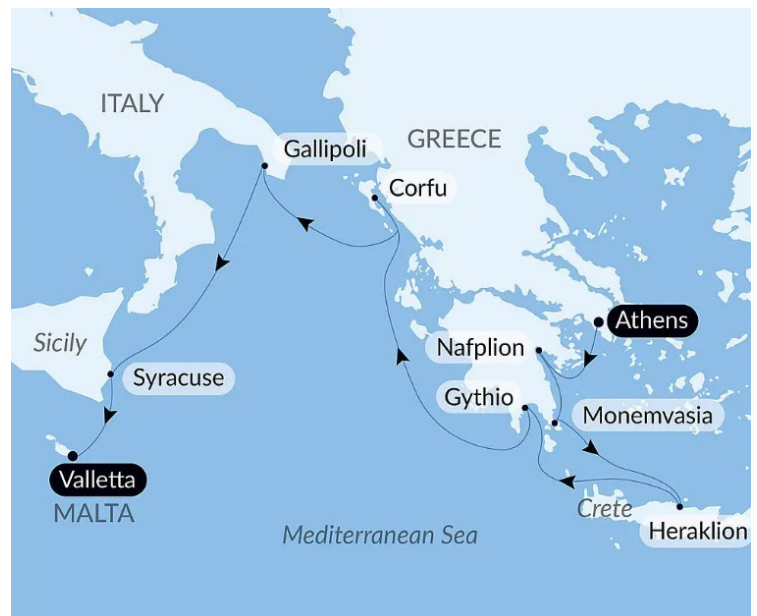 ITALY
GREECE
Gallipoli
Corfu
Athens
Sicily
Nafplion
Syracuse
Gythio
Monemvasia
Valletta
MALTA
Crete
Heraklion
Mediterranean Sea